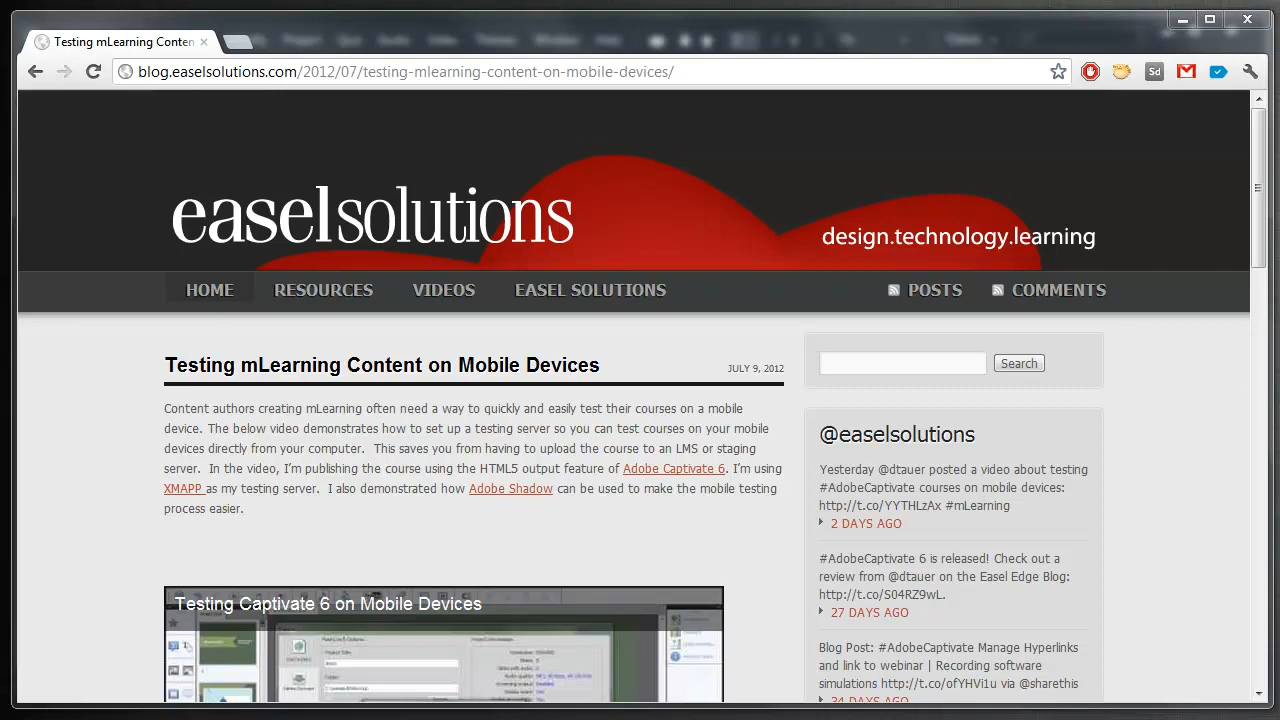 Testing mLearning Conten
blog.easelsolutions.com/2012/07/testing-mlearning-content-on-mobile-devices/
Sd
easelsolutions
design.technology.learning
HOME
RESOURCES
VIDEOS
EASEL SOLUTIONS
POSTS
COMMENTS
Testing mLearning Content on Mobile Devices
JULY 9, 2012
Content authors creating mLearning often need a way to quickly and easily test their courses on a mobile
device. The below video demonstrates how to set up a testing server so you can test courses on your mobile
devices directly from your computer. This saves you from having to upload the course to an LMS or staging
server. In the video, I'm publishing the course using the HTML5 output feature of Adobe Captivate 6. I'm using
XMAPP as my testing server. I also demonstrated how Adobe Shadow can be used to make the mobile testing
process easier.
Testing Captivate 6 on Mobile Devices
Search
@easelsolutions
Yesterday @dtauer posted a video about testing
#AdobeCaptivate courses on mobile devices:
http://t.co/YYTHLzAx #mLearning
2 DAYS AGO
#AdobeCaptivate 6 is released! Check out a
review from @dtauer on the Easel Edge Blog:
http://t.co/S04RZ9wL.
27 DAYS AGO
Blog Post: #AdobeCaptivate Manage Hyperlinks
and link to webinar | Recording software
simulations http://t.co/ofYHVi1u via @sharethis
34 DAYS AGO